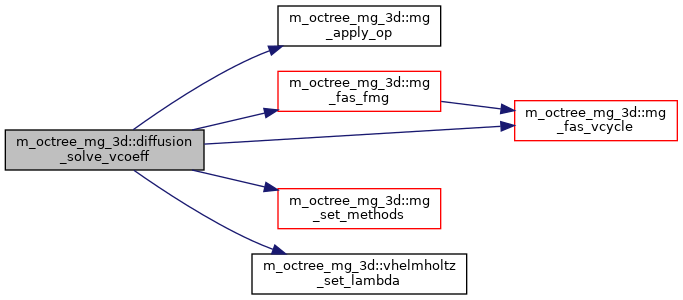 m_octree_mg_3d::mg
_apply_op
m_octree_mg_3d::mg
_fas_fmg
m_octree_mg_3d::mg
_fas_vcycle
m_octree_mg_3d::diffusion
_solve_vcoeff
m_octree_mg_3d::mg
_set_methods
m_octree_mg_3d::vhelmholtz
_set_lambda